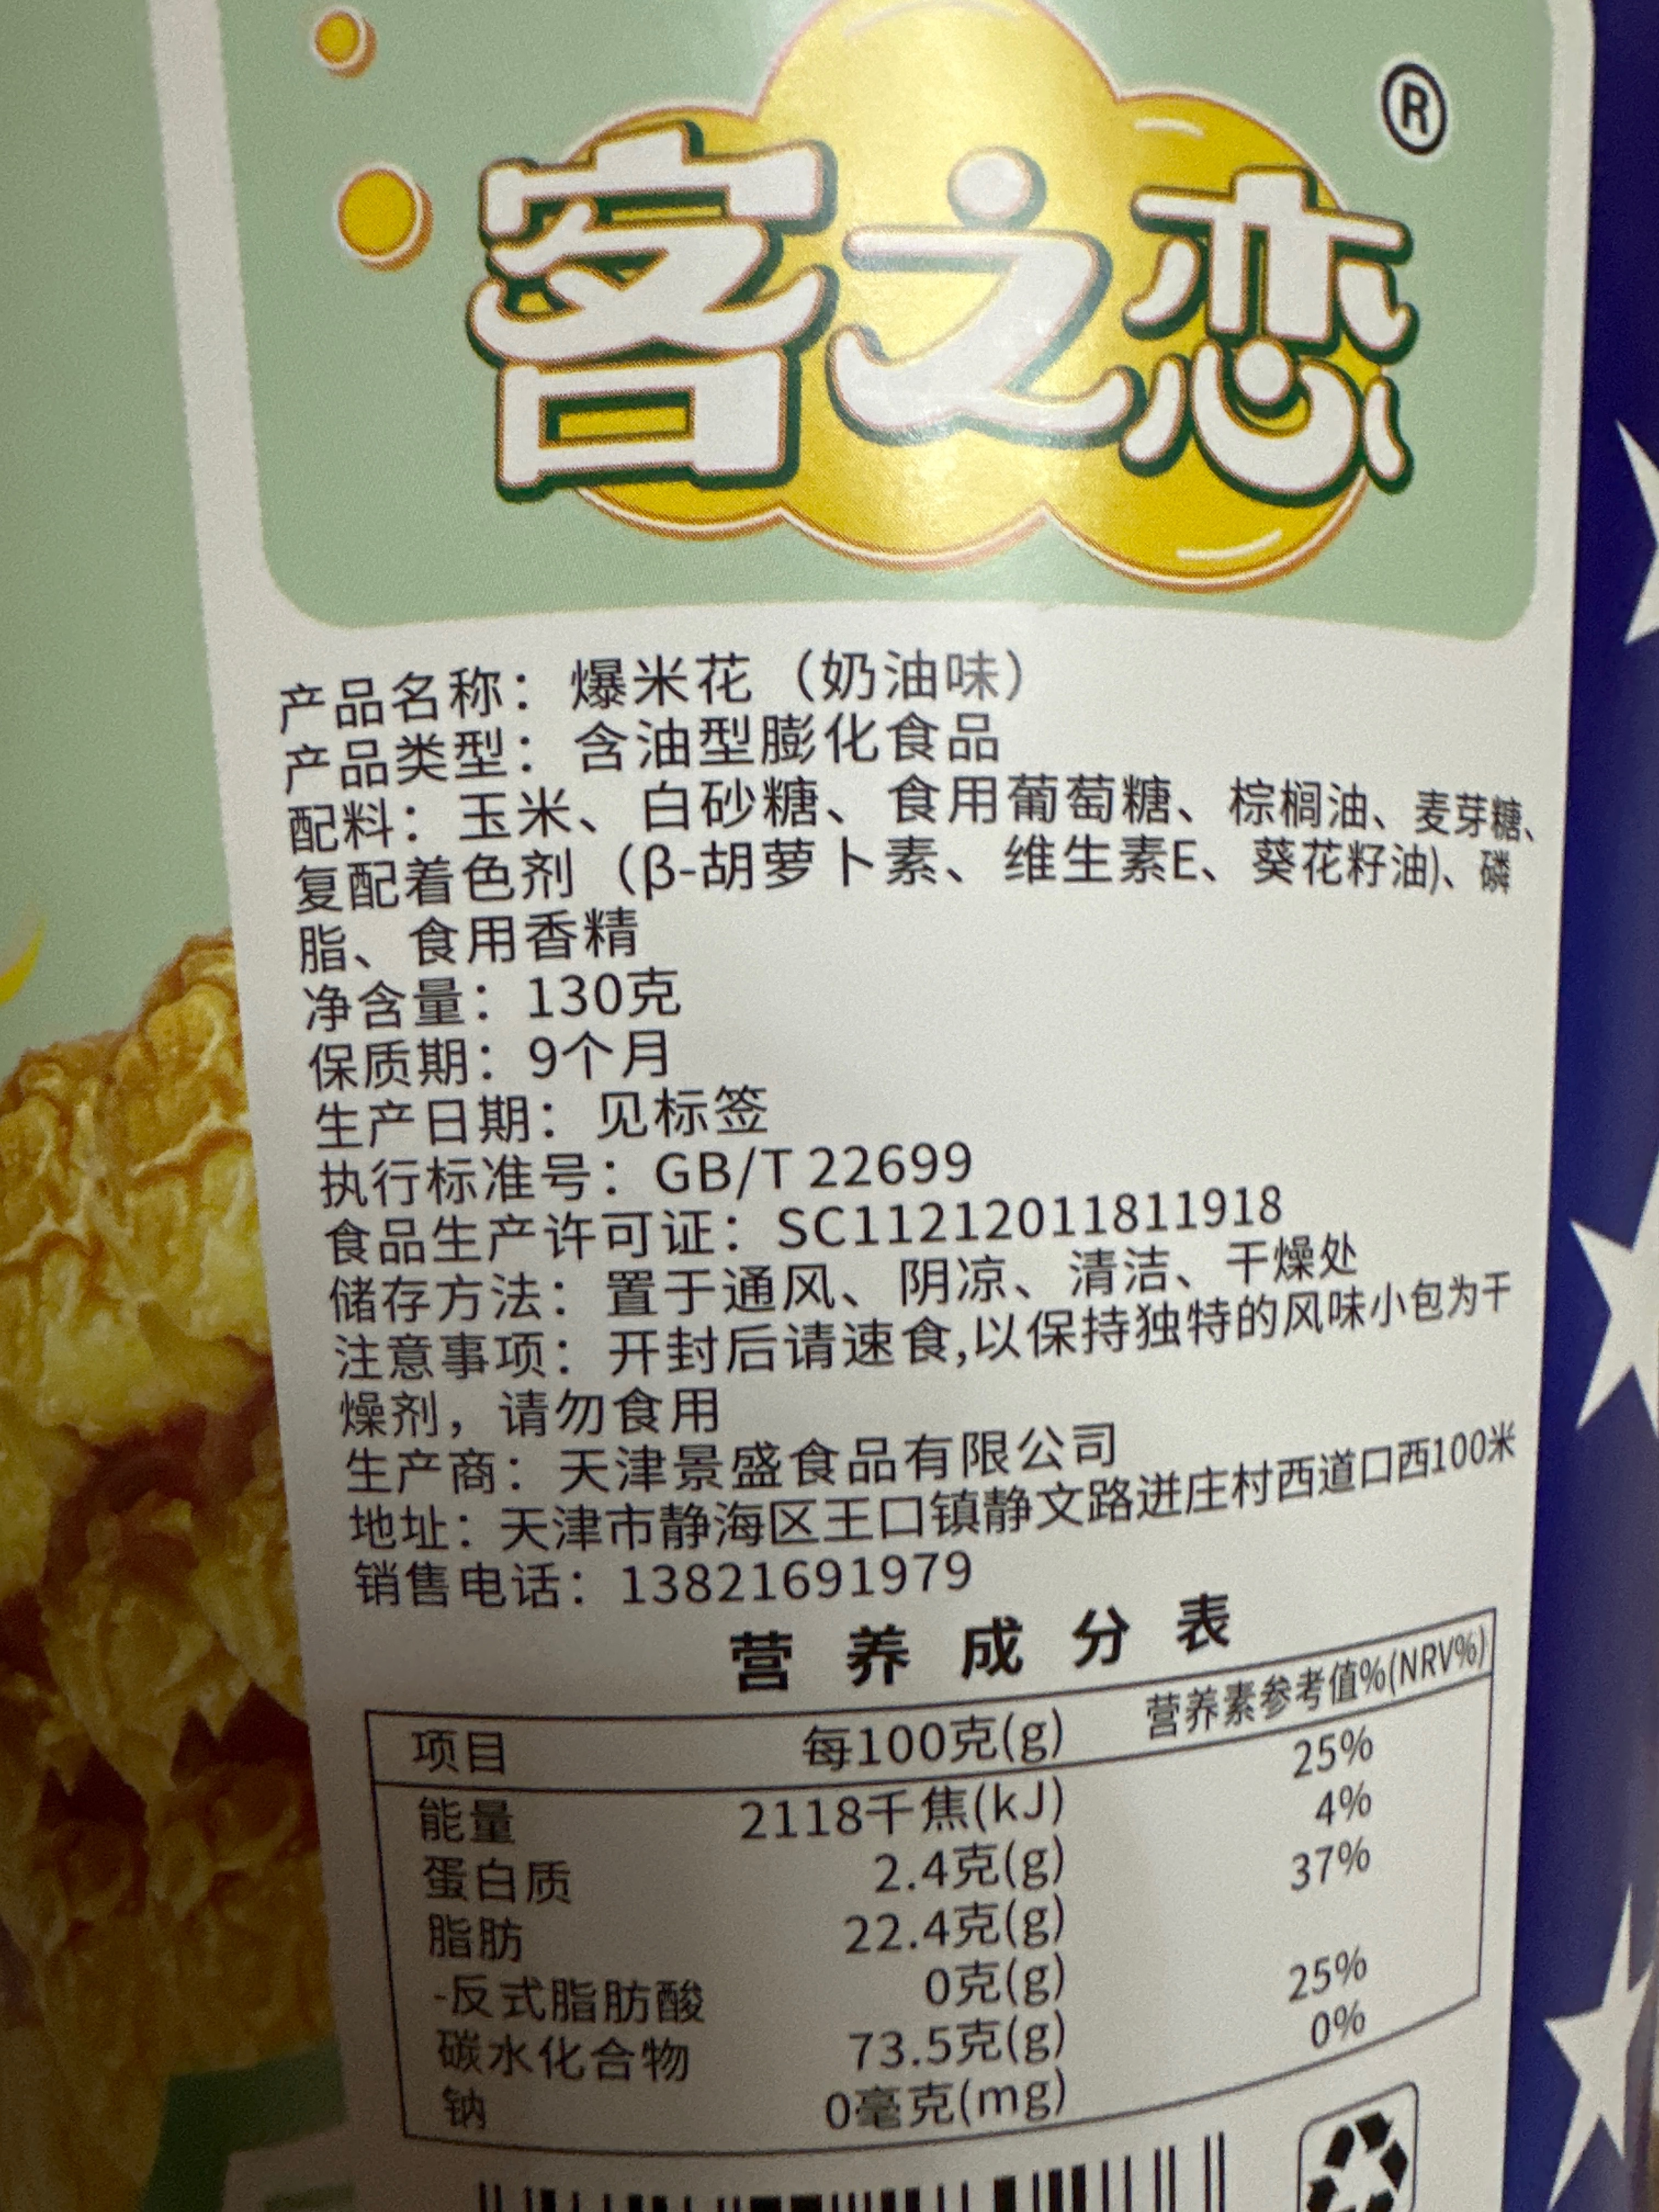 客之恋®
产品名称：爆米花（奶油味）
产品类型：含油型膨化食品
配料：玉米、白砂糖、食用葡萄糖、棕榈油、麦芽糖、
复配着色剂（β-胡萝卜素、维生素E、葵花籽油)、磷
脂、食用香精
净含量：130克
保质期：9个月
生产日期：见标签
执行标准号：GB/T 22699
食品生产许可证：SC11212011811918
储存方法：置于通风、阴凉、清洁、干燥处
注意事项：开封后请速食,以保持独特的风味小包为干
燥剂，请勿食用
生产商：天津景盛食品有限公司
地址：天津市静海区王口镇静文路进庄村西道口西100米
销售电话：13821691979
营养成分表
项目 每100克(g) 营养素参考值%(NRV%)
能量 2118千焦(kJ) 25%
蛋白质 2.4克(g) 4%
脂肪 22.4克(g) 37%
-反式脂肪酸 0克(g)
碳水化合物 73.5克(g) 25%
钠 0毫克(mg) 0%